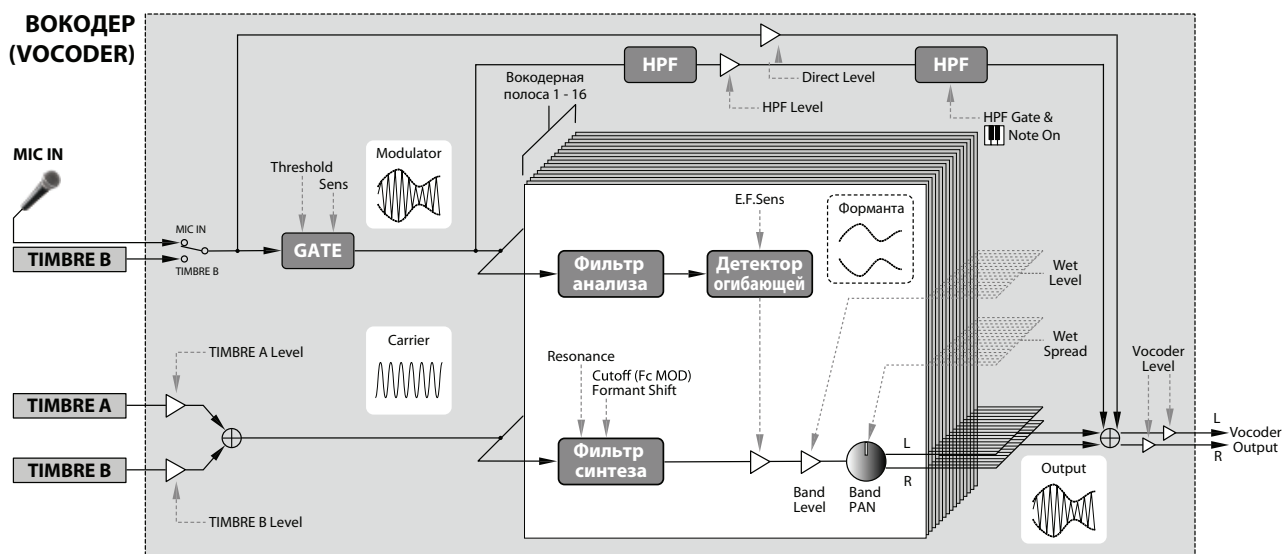 ВОКОДЕР
(VOCODER)
HPF
HPF
Direct Level
HPF Level
HPF Gate &
Note On
Вокодерная
полоса 1 - 16
MIC IN
Threshold
Sens
Modulator
E.F.Sens
Форманта
MIC IN
TIMBRE B
TIMBRE B
GATE
Фильтр
анализа
Детектор
огибающей
Wet
Level
Wet
Spread
TIMBRE A Level
Carrier
Resonance
Cutoff (Fc MOD)
Formant Shift
Vocoder
Level
TIMBRE A
TIMBRE B
Фильтр
синтеза
L
R
L
R
Vocoder
Output
Band
Level
Band
PAN
Output
TIMBRE B Level